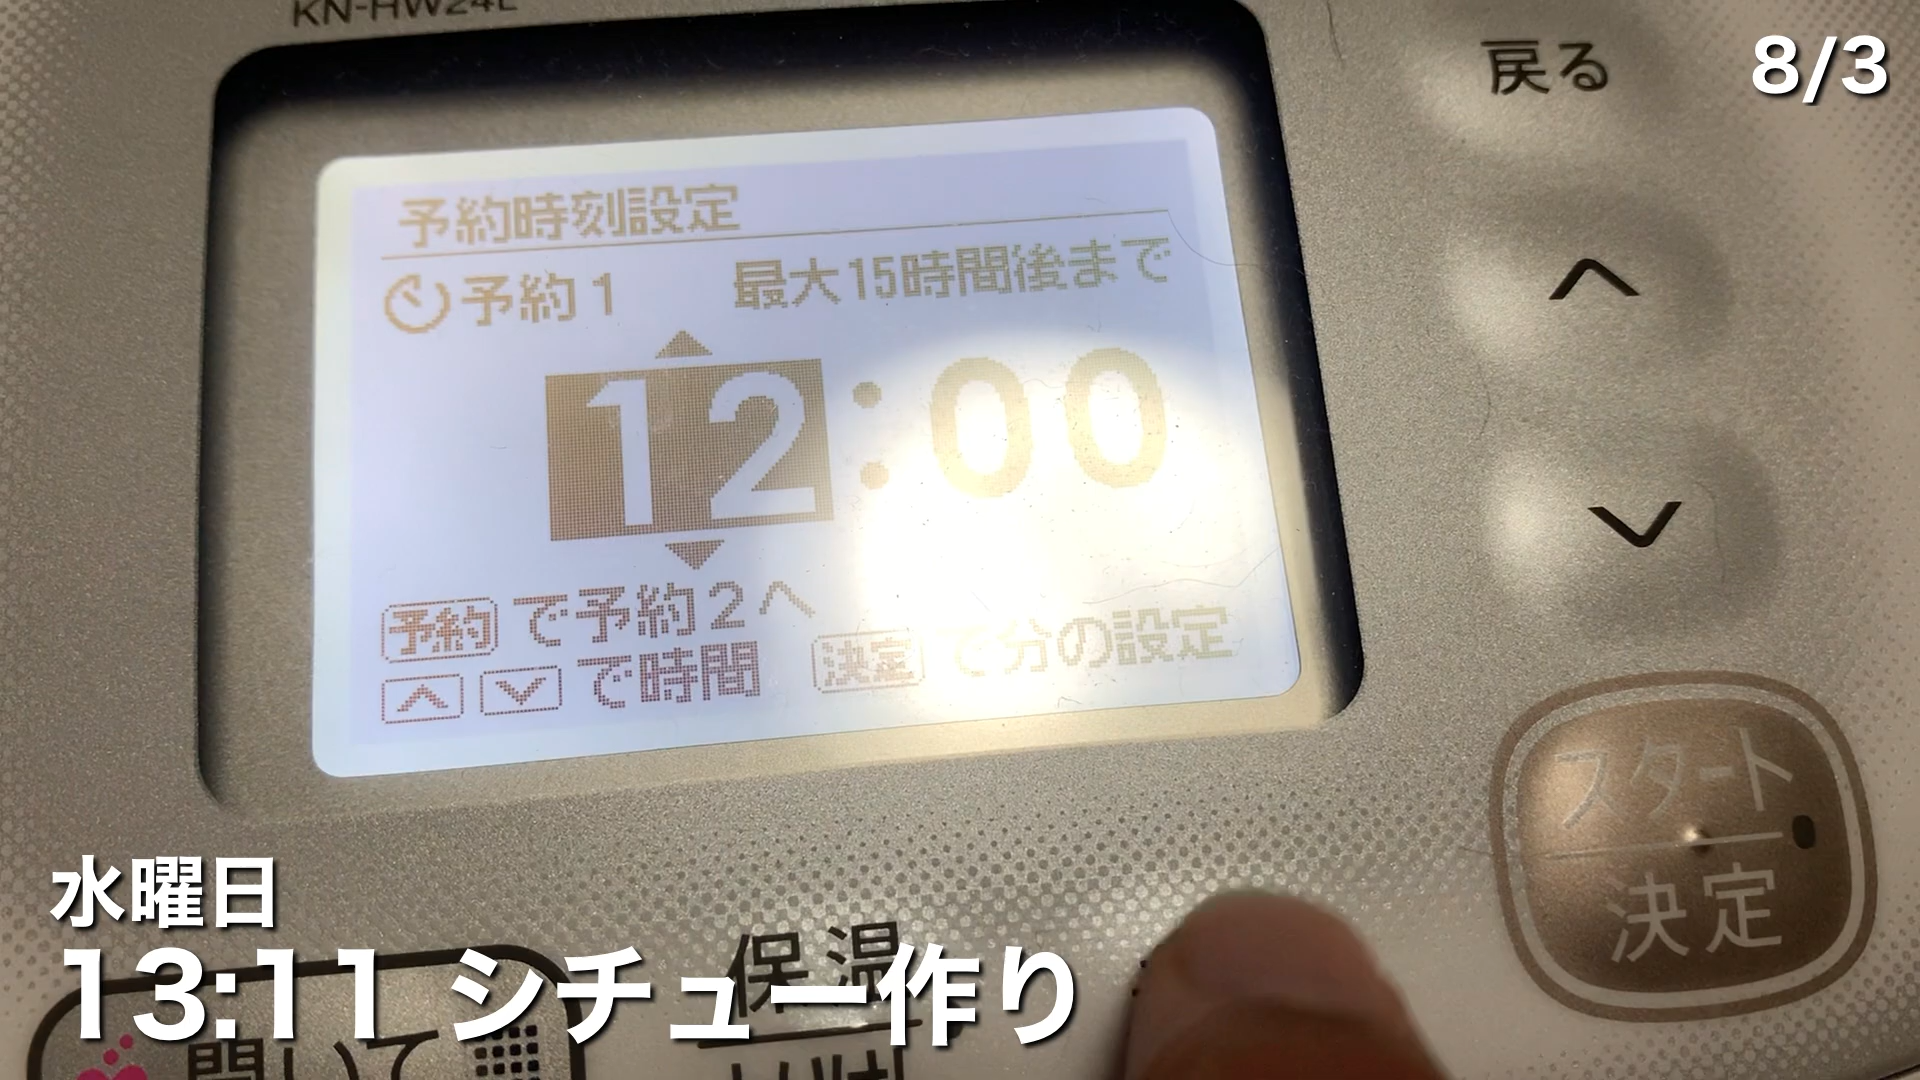 KN-HW24E
戻る
8/3
予約時刻設定
予約1 最大15時間後まで
12:00
予約 で予約2へ
で時間 決定 で分の設定
スタート
決定
水曜日
13:11 シチュー作り
保温